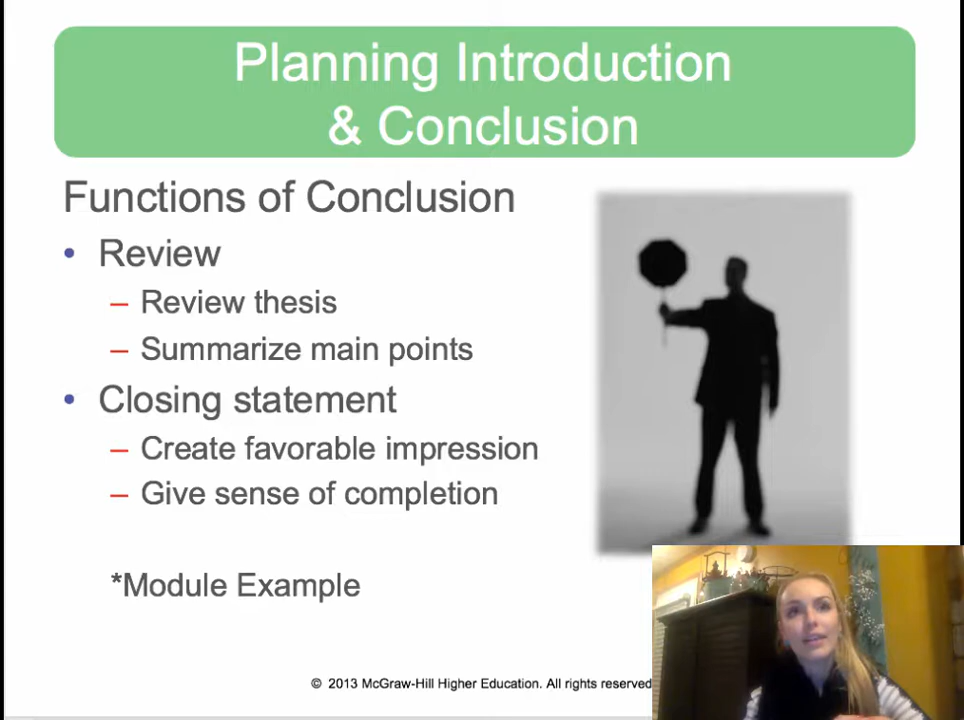 Planning Introduction
& Conclusion
Functions of Conclusion
• Review
– Review thesis
– Summarize main points
• Closing statement
– Create favorable impression
– Give sense of completion
*Module Example
© 2013 McGraw-Hill Higher Education. All rights reserved